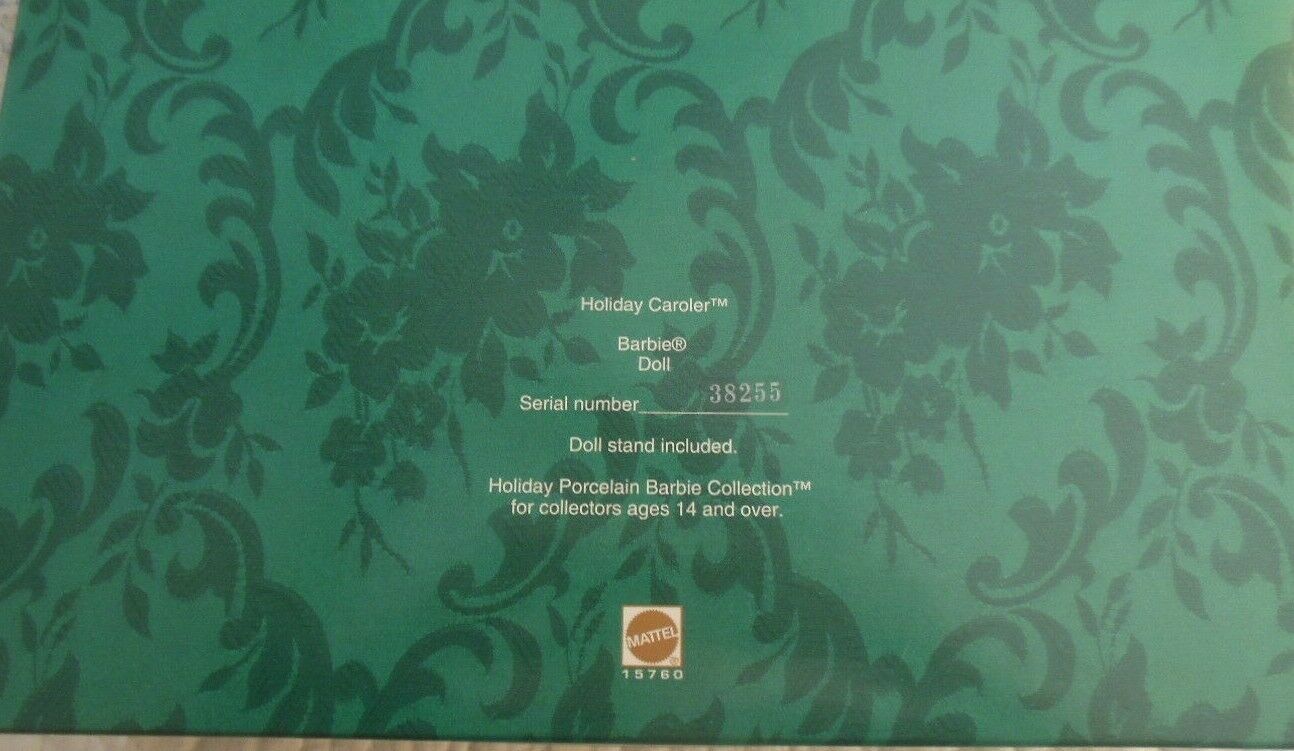 Holiday Caroler™
Barbie®
Doll
Serial number 38255
Doll stand included.
Holiday Porcelain Barbie Collection™
for collectors ages 14 and over.
MATTEL
®
15760